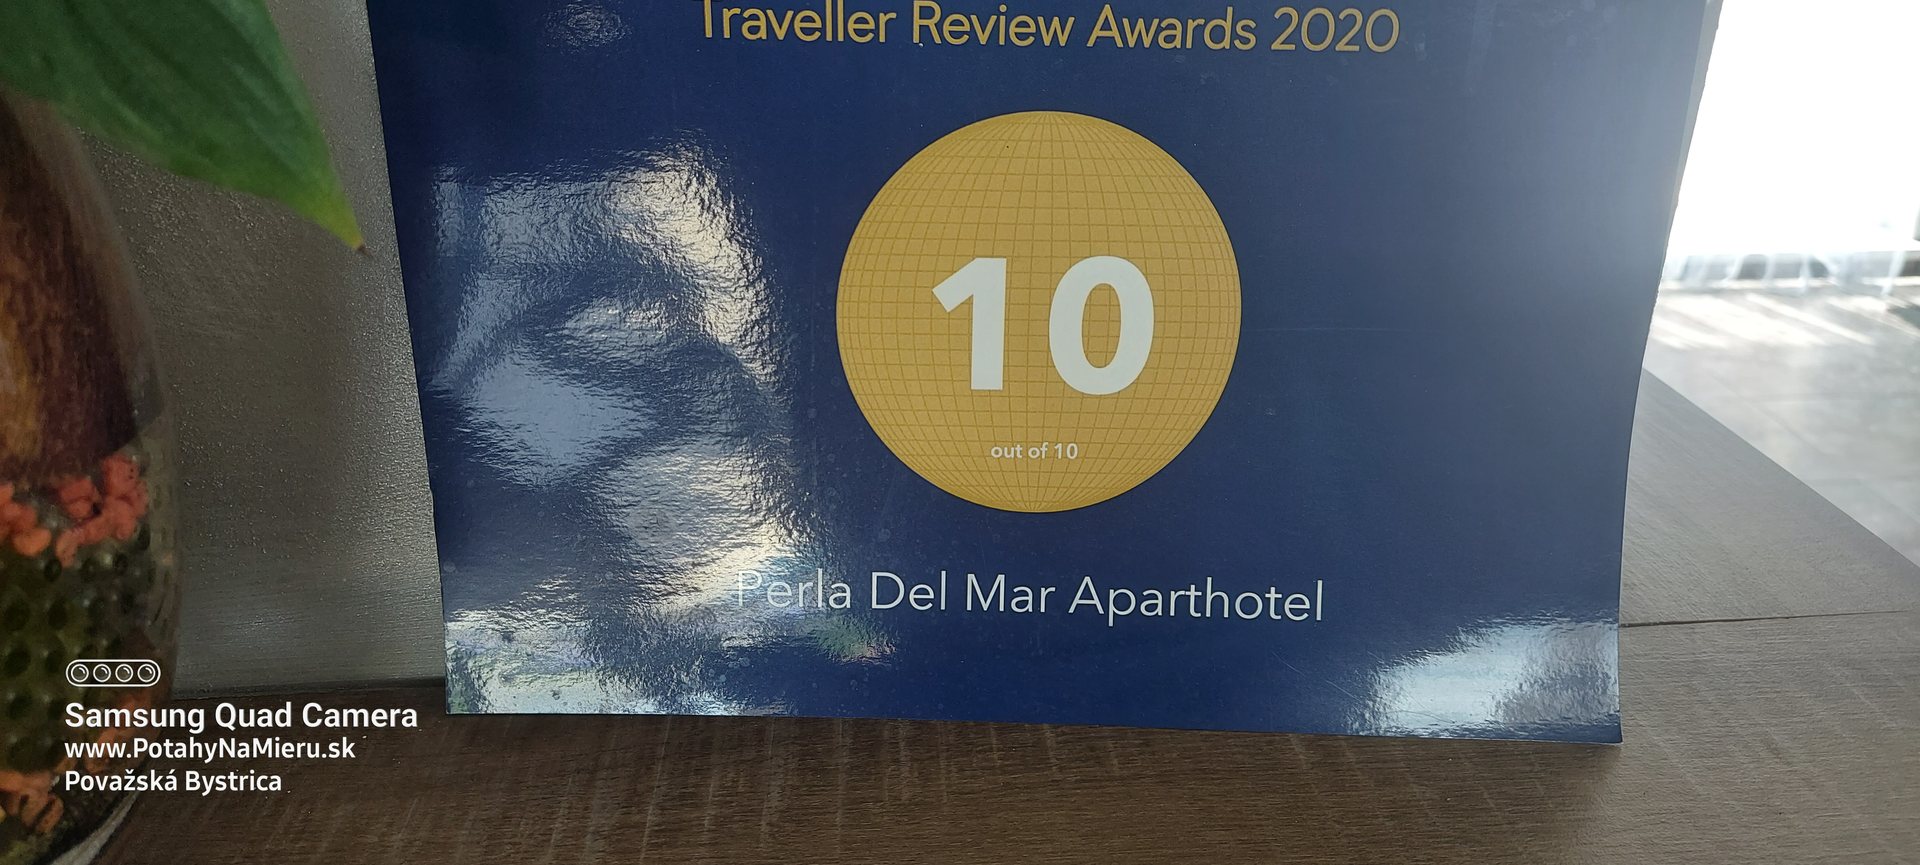 Traveller Review Awards 2020
10
out of 10
Perla Del Mar Aparthotel
Samsung Quad Camera
www.PotahyNaMieru.sk
Považská Bystrica